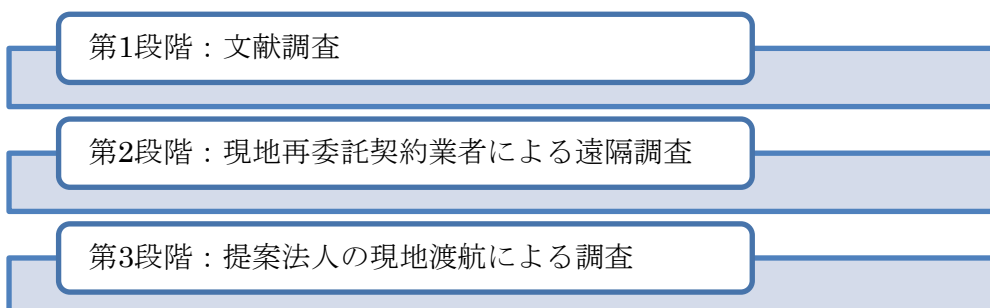 第1段階：文献調査
第2段階：現地再委託契約業者による遠隔調査
第3段階：提案法人の現地渡航による調査